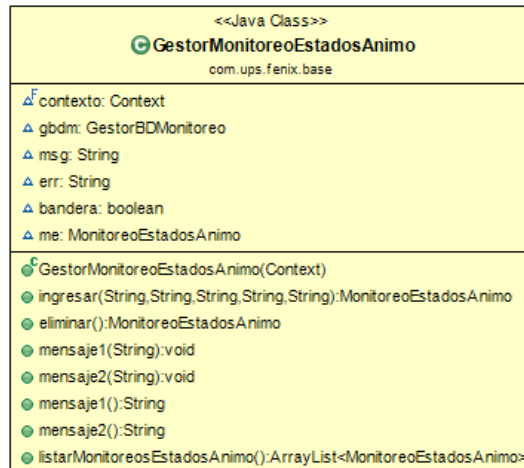 <<Java Class>>
C GestorMonitoreoEstadosAnimo
com.ups.fenix.base
F contexto: Context
gbdm: GestorBDMonitoreo
msg: String
err: String
bandera: boolean
me: MonitoreoEstadosAnimo
C GestorMonitoreoEstadosAnimo(Context)
ingresar(String,String,String,String,String):MonitoreoEstadosAnimo
eliminar():MonitoreoEstadosAnimo
mensaje1(String):void
mensaje2(String):void
mensaje1():String
mensaje2():String
listarMonitoreosEstadosAnimo():ArrayList<MonitoreoEstadosAnimo>